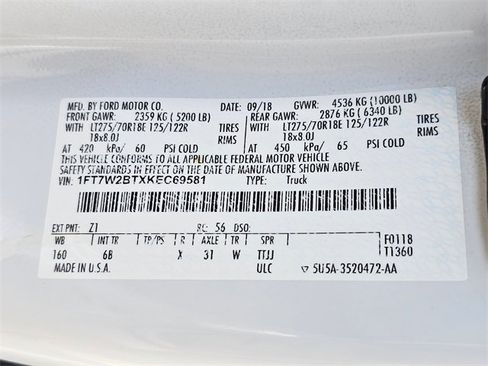 MFD. BY FORD MOTOR CO. DATE: 09/18 GVWR: 4536 KG (10000 LB)
FRONT GAWR: 2359 KG (5200 LB) REAR GAWR: 2876 KG (6340 LB)
WITH LT275/70R18E 125/122R TIRES WITH LT275/70R18E 125/122R TIRES
18x8.0J RIMS 18x8.0J RIMS
AT 420 kPa/ 60 PSI COLD AT 450 kPa/ 65 PSI COLD
THIS VEHICLE CONFORMS TO ALL APPLICABLE FEDERAL MOTOR VEHICLE
SAFETY STANDARDS IN EFFECT ON THE DATE OF MANUFACTURE SHOWN ABOVE.
VIN: 1FT7W2BTXKEC69581 TYPE: Truck
EXT PNT: Z1 RC: 56 DSO:
WB INT TR TP/PS R AXLE TR SPR F0118
160 6B X 31 W TTJJ T1360
MADE IN U.S.A. ULC ▽ 5U5A-3520472-AA